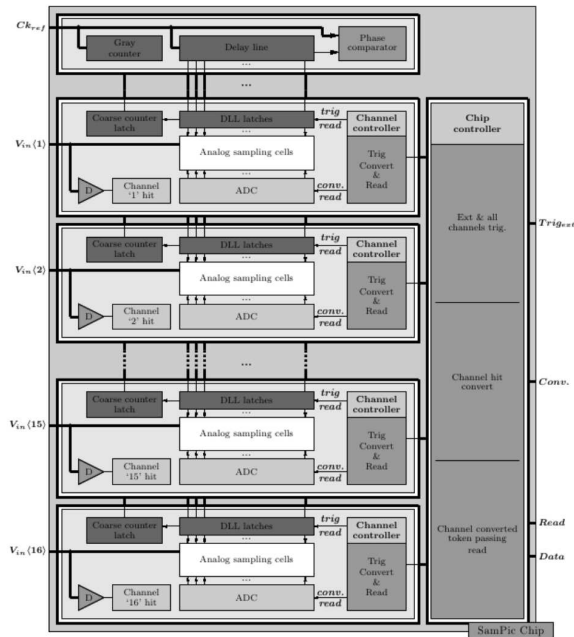 Ck_ref
Gray
counter
Delay line
Phase
comparator
...
...
Coarse counter
latch
DLL latches
trig
read
Channel
controller
V_in⟨1⟩
...
Analog sampling cells
...
D
Channel
'1' hit
ADC
conv.
read
Trig
Convert
&
Read
Coarse counter
latch
DLL latches
trig
read
Channel
controller
V_in⟨2⟩
...
Analog sampling cells
...
D
Channel
'2' hit
ADC
conv.
read
Trig
Convert
&
Read
...
Coarse counter
latch
DLL latches
trig
read
Channel
controller
V_in⟨15⟩
...
Analog sampling cells
...
D
Channel
'15' hit
ADC
conv.
read
Trig
Convert
&
Read
Coarse counter
latch
DLL latches
trig
read
Channel
controller
V_in⟨16⟩
...
Analog sampling cells
...
D
Channel
'16' hit
ADC
conv.
read
Trig
Convert
&
Read
Chip
controller
Ext & all
channels trig.
Trig_ext
Channel hit
convert
Conv.
Channel converted
token passing
read
Read
Data
SamPic Chip